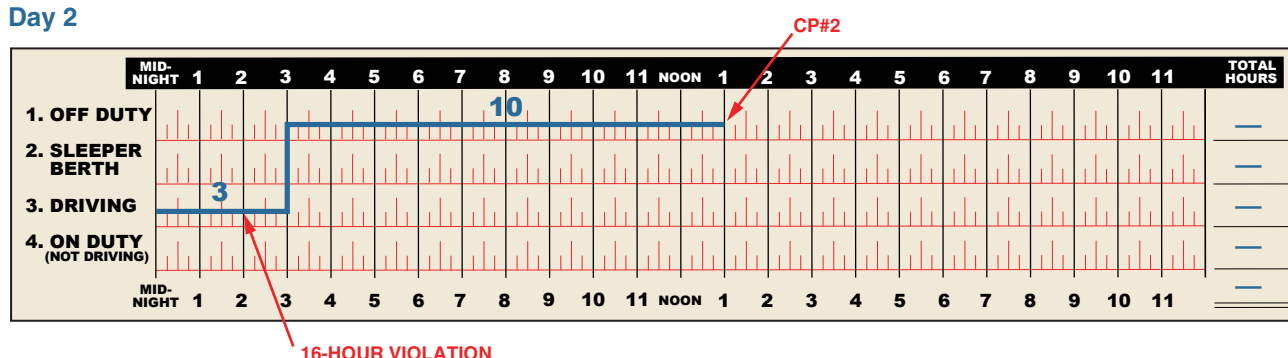 Day 2
CP#2
MID-
NIGHT 1 2 3 4 5 6 7 8 9 10 11 NOON 1 2 3 4 5 6 7 8 9 10 11 TOTAL
HOURS
1. OFF DUTY 10 —
2. SLEEPER
BERTH —
3. DRIVING 3 —
4. ON DUTY
(NOT DRIVING) —
MID-
NIGHT 1 2 3 4 5 6 7 8 9 10 11 NOON 1 2 3 4 5 6 7 8 9 10 11 —
16-HOUR VIOLATION